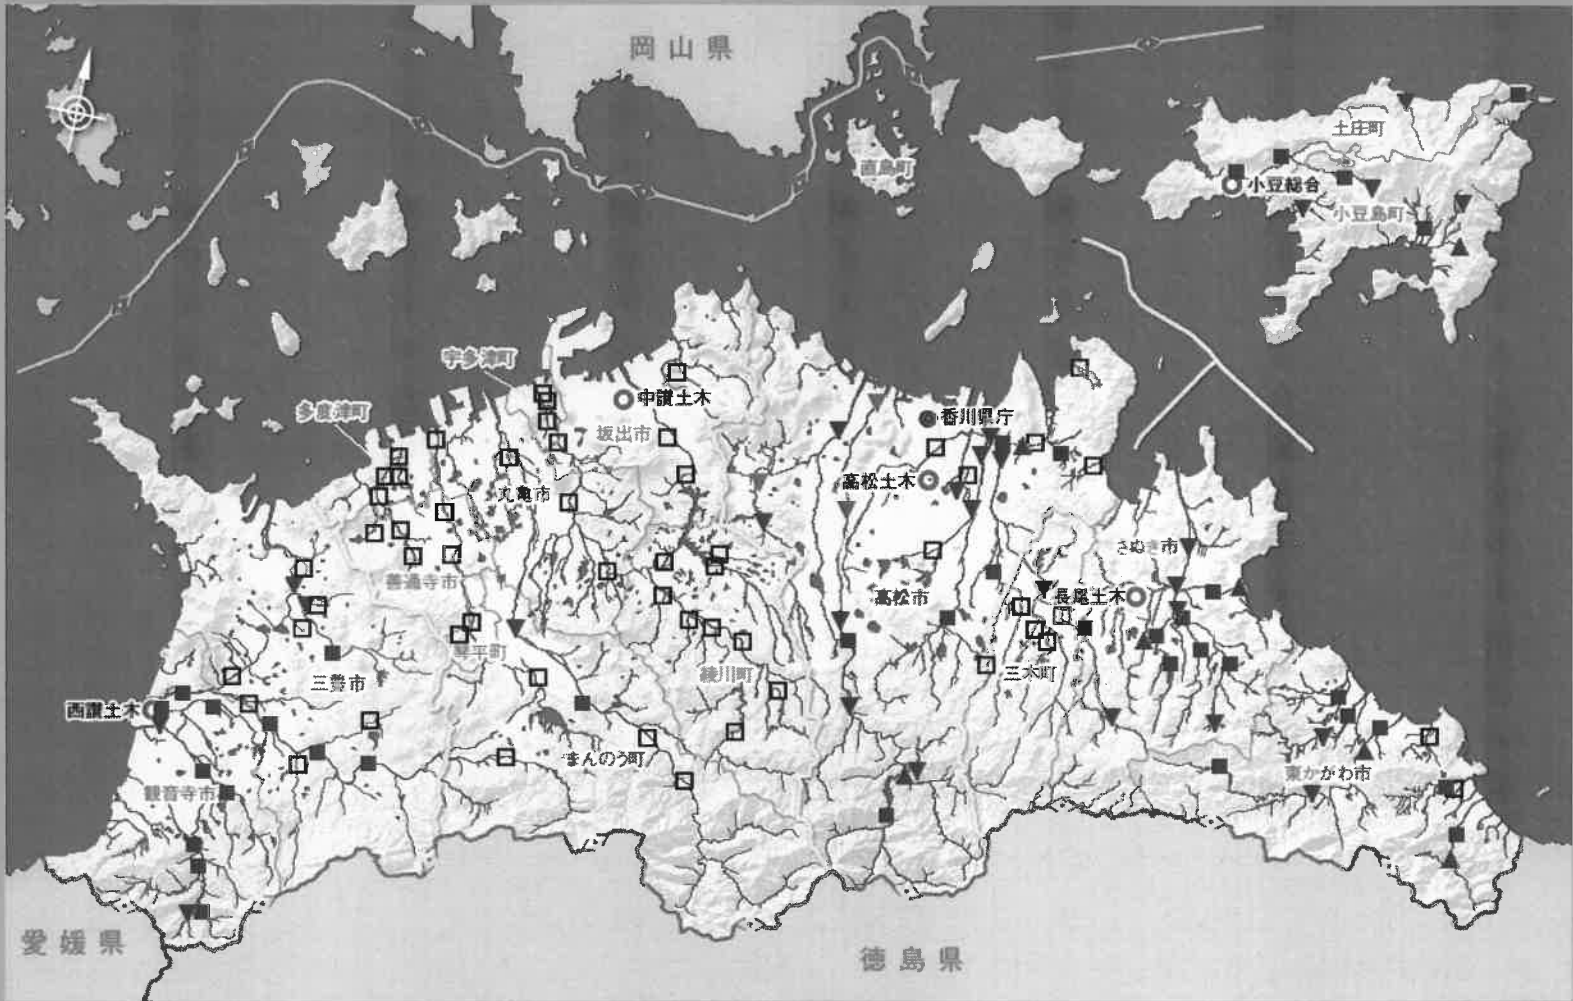 岡山県
土庄町
直島町
小豆総合
小豆島町
宇多津町
中讃土木
多度津町
香川県庁
坂出市
高松土木
丸亀市
さぬき市
善通寺市
高松市
長尾土木
琴平町
三木町
綾川町
三豊市
西讃土木
まんのう町
東かがわ市
観音寺市
愛媛県
徳島県